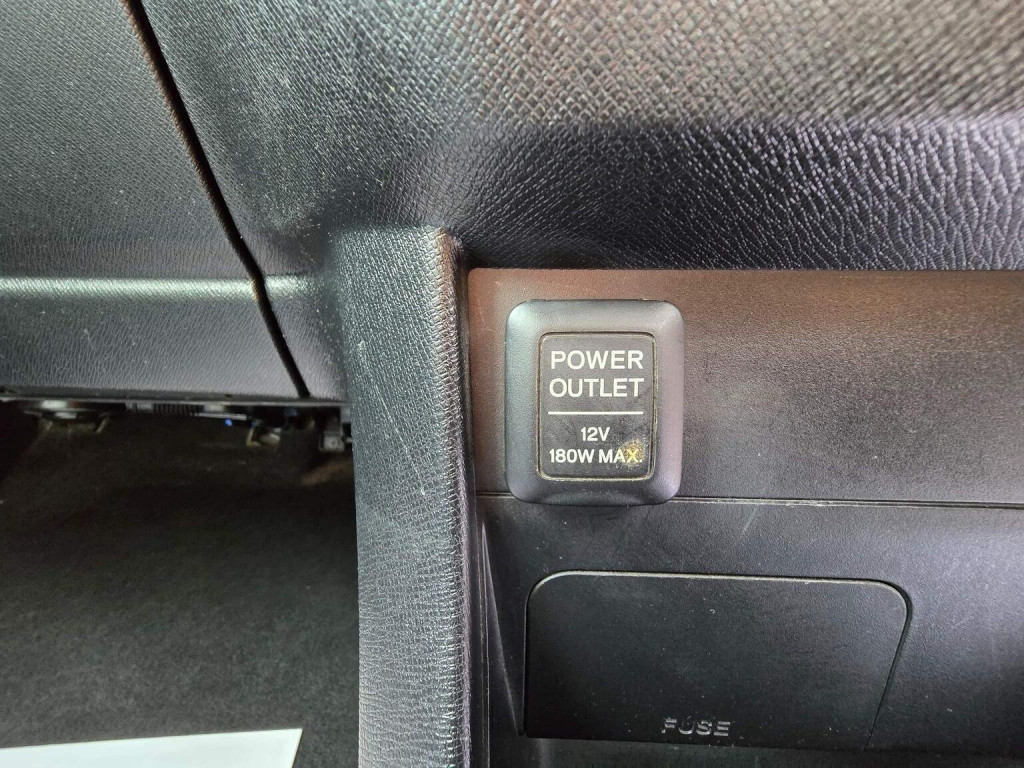 POWER
OUTLET
12V
180W MAX.
FUSE